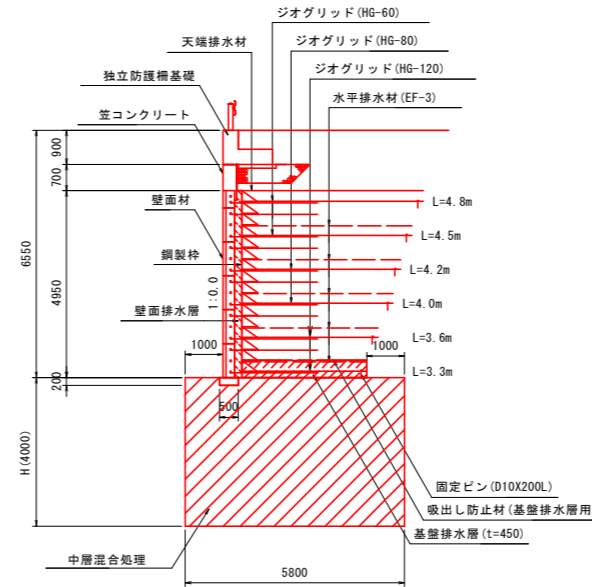 ジオグリッド(HG-60)
天端排水材
ジオグリッド(HG-80)
独立防護柵基礎
ジオグリッド(HG-120)
笠コンクリート
水平排水材(EF-3)
900
700
壁面材
L=4.8m
鋼製枠
L=4.5m
6550
4950
1:0.0
L=4.2m
壁面排水層
L=4.0m
1000
1000
L=3.6m
200
L=3.3m
500
H(4000)
固定ピン(D10X200L)
吸出し防止材(基盤排水層用
基盤排水層(t=450)
中層混合処理
5800